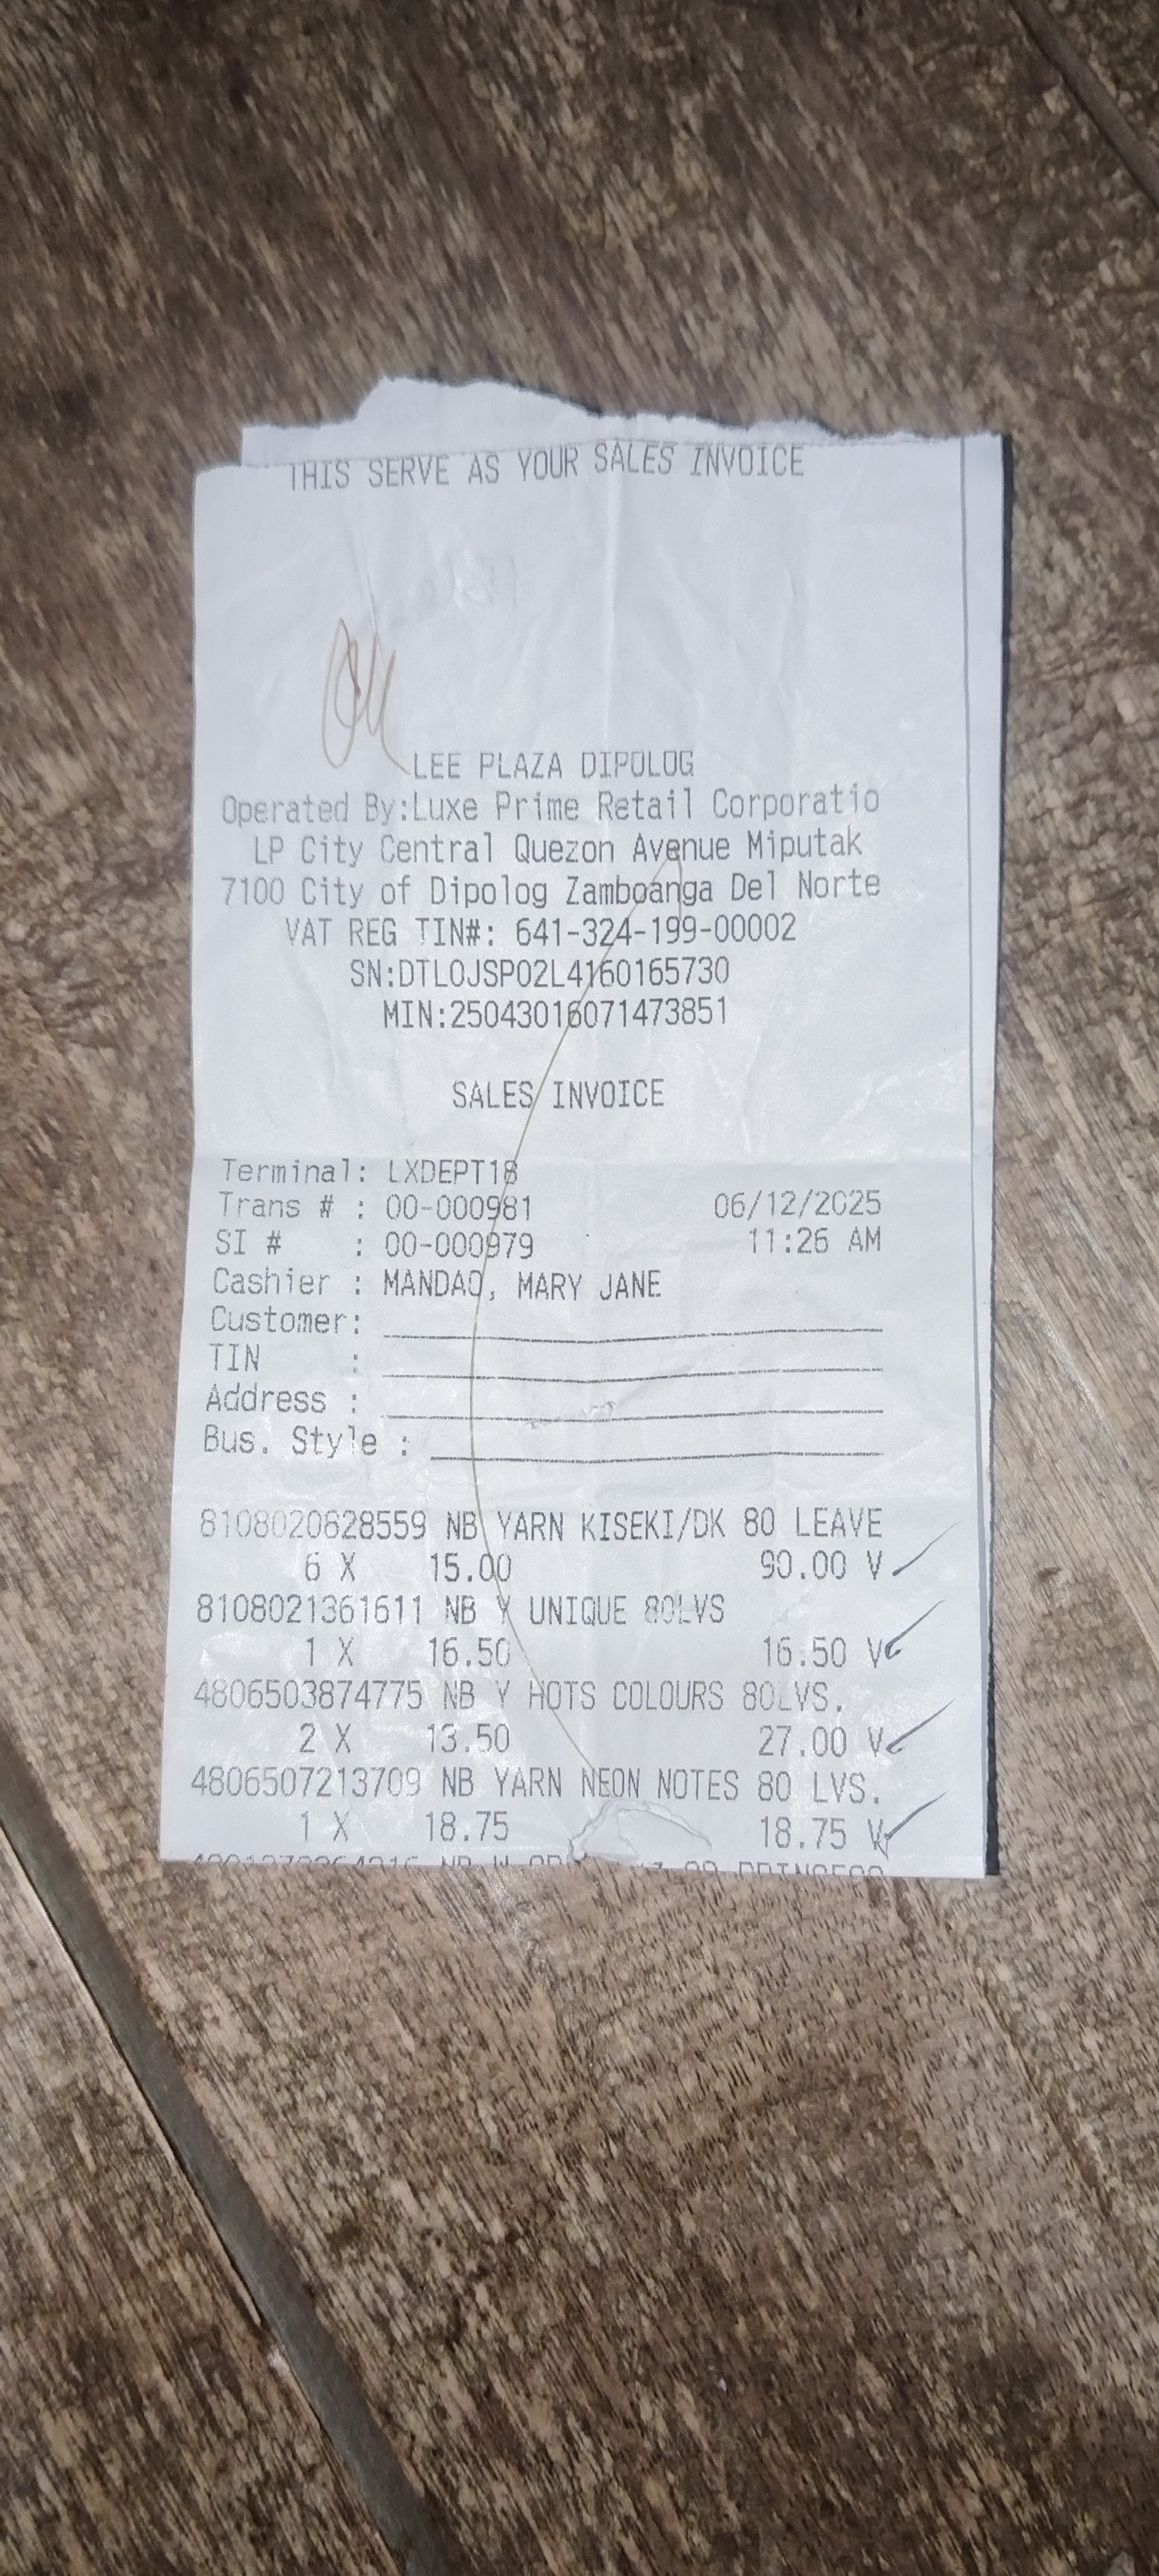 THIS SERVE AS YOUR SALES INVOICE
LEE PLAZA DIPOLOG
Operated By:Luxe Prime Retail Corporatio
LP City Central Quezon Avenue Miputak
7100 City of Dipolog Zamboanga Del Norte
VAT REG TIN#: 641-324-199-00002
SN:DTLOJSP02L4160165730
MIN:25043016071473851
SALES INVOICE
Terminal: LXDEPT1B
Trans # : 00-000981 06/12/2025
SI # : 00-000979 11:26 AM
Cashier : MANDAO, MARY JANE
Customer:
TIN :
Address :
Bus. Style :
8108020628559 NB YARN KISEKI/DK 80 LEAVE
6 X 15.00 90.00 V
8108021361611 NB Y UNIQUE 80LVS
1 X 16.50 16.50 V
4806503874775 NB Y HOTS COLOURS 80LVS.
2 X 13.50 27.00 V
4806507213709 NB YARN NEON NOTES 80 LVS.
1 X 18.75 18.75 V